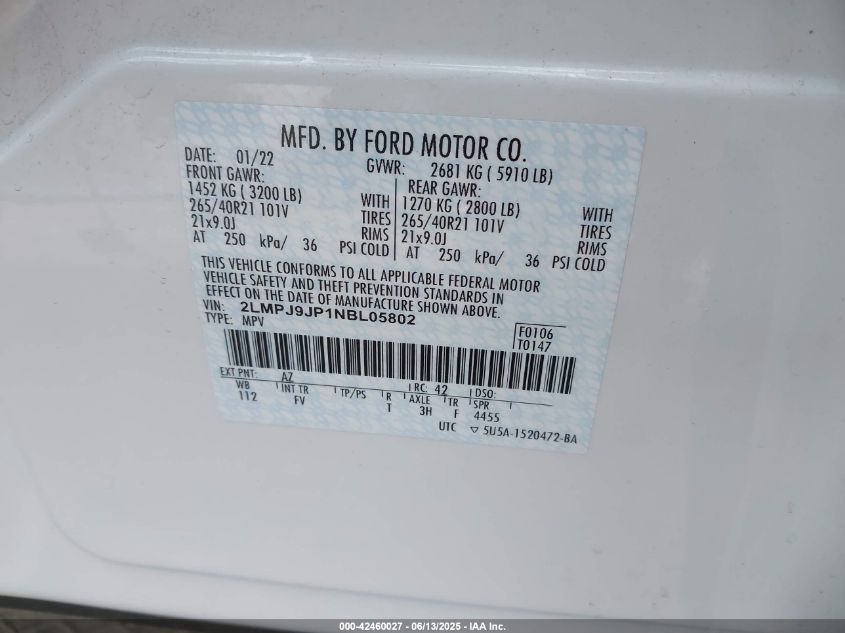 MFD. BY FORD MOTOR CO.
DATE: 01/22 GVWR: 2681 KG ( 5910 LB)
FRONT GAWR: REAR GAWR:
1452 KG ( 3200 LB) WITH 1270 KG ( 2800 LB) WITH
265/40R21 101V TIRES 265/40R21 101V TIRES
21x9.0J RIMS 21x9.0J RIMS
AT 250 kPa/ 36 PSI COLD AT 250 kPa/ 36 PSI COLD
THIS VEHICLE CONFORMS TO ALL APPLICABLE FEDERAL MOTOR
VEHICLE SAFETY AND THEFT PREVENTION STANDARDS IN
EFFECT ON THE DATE OF MANUFACTURE SHOWN ABOVE.
VIN: 2LMPJ9JP1NBL05802
TYPE: MPV
F0106
T0147
EXT PNT: AZ RC: 42 DSO:
WB INT TR TP/PS R AXLE TR SPR
112 FV T 3H F 4455
UTC ▽ 5U5A-1520472-BA
000-42460027 - 06/13/2025 - IAA Inc.